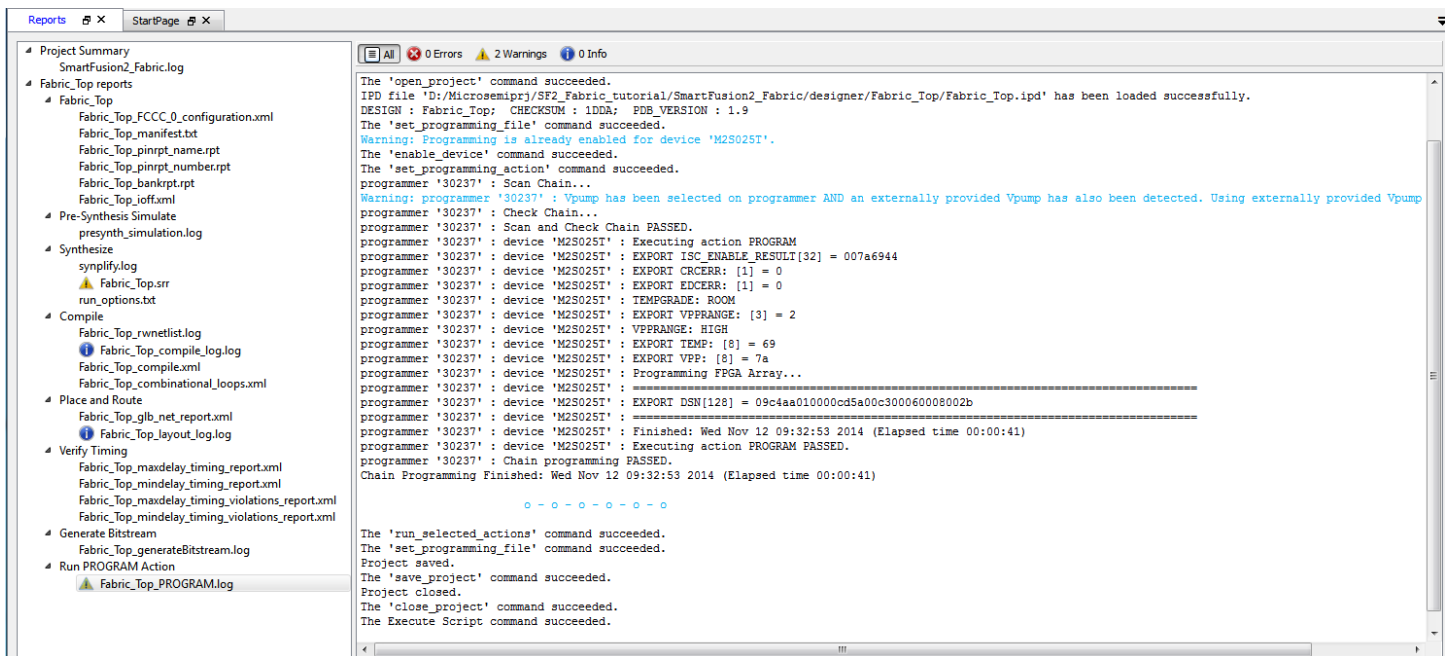 Reports
StartPage
Project Summary
SmartFusion2_Fabric.log
Fabric_Top reports
Fabric_Top
Fabric_Top_FCCC_0_configuration.xml
Fabric_Top_manifest.txt
Fabric_Top_pinrpt_name.rpt
Fabric_Top_pinrpt_number.rpt
Fabric_Top_bankrpt.rpt
Fabric_Top_ioff.xml
Pre-Synthesis Simulate
presynth_simulation.log
Synthesize
synplify.log
Fabric_Top.srr
run_options.txt
Compile
Fabric_Top_rwnetlist.log
Fabric_Top_compile_log.log
Fabric_Top_compile.xml
Fabric_Top_combinational_loops.xml
Place and Route
Fabric_Top_glb_net_report.xml
Fabric_Top_layout_log.log
Verify Timing
Fabric_Top_maxdelay_timing_report.xml
Fabric_Top_mindelay_timing_report.xml
Fabric_Top_maxdelay_timing_violations_report.xml
Fabric_Top_mindelay_timing_violations_report.xml
Generate Bitstream
Fabric_Top_generateBitstream.log
Run PROGRAM Action
Fabric_Top_PROGRAM.log
All 0 Errors 2 Warnings 0 Info
The 'open_project' command succeeded.
IPD file 'D:/Microsemiprj/SF2_Fabric_tutorial/SmartFusion2_Fabric/designer/Fabric_Top/Fabric_Top.ipd' has been loaded successfully.
DESIGN : Fabric_Top; CHECKSUM : 1DDA; PDB_VERSION : 1.9
The 'set_programming_file' command succeeded.
Warning: Programming is already enabled for device 'M2S025T'.
The 'enable_device' command succeeded.
The 'set_programming_action' command succeeded.
programmer '30237' : Scan Chain...
Warning: programmer '30237' : Vpump has been selected on programmer AND an externally provided Vpump has also been detected. Using externally provided Vpump
programmer '30237' : Check Chain...
programmer '30237' : Scan and Check Chain PASSED.
programmer '30237' : device 'M2S025T' : Executing action PROGRAM
programmer '30237' : device 'M2S025T' : EXPORT ISC_ENABLE_RESULT[32] = 007a6944
programmer '30237' : device 'M2S025T' : EXPORT CRCERR: [1] = 0
programmer '30237' : device 'M2S025T' : EXPORT EDCERR: [1] = 0
programmer '30237' : device 'M2S025T' : TEMPGRADE: ROOM
programmer '30237' : device 'M2S025T' : EXPORT VPPRANGE: [3] = 2
programmer '30237' : device 'M2S025T' : VPPRANGE: HIGH
programmer '30237' : device 'M2S025T' : EXPORT TEMP: [8] = 69
programmer '30237' : device 'M2S025T' : EXPORT VPP: [8] = 7a
programmer '30237' : device 'M2S025T' : Programming FPGA Array...
programmer '30237' : device 'M2S025T' : ===============================================================================
programmer '30237' : device 'M2S025T' : EXPORT DSN[128] = 09c4aa010000cd5a00c300060008002b
programmer '30237' : device 'M2S025T' : ===============================================================================
programmer '30237' : device 'M2S025T' : Finished: Wed Nov 12 09:32:53 2014 (Elapsed time 00:00:41)
programmer '30237' : device 'M2S025T' : Executing action PROGRAM PASSED.
programmer '30237' : Chain programming PASSED.
Chain Programming Finished: Wed Nov 12 09:32:53 2014 (Elapsed time 00:00:41)
o - o - o - o - o - o
The 'run_selected_actions' command succeeded.
The 'set_programming_file' command succeeded.
Project saved.
The 'save_project' command succeeded.
Project closed.
The 'close_project' command succeeded.
The Execute Script command succeeded.